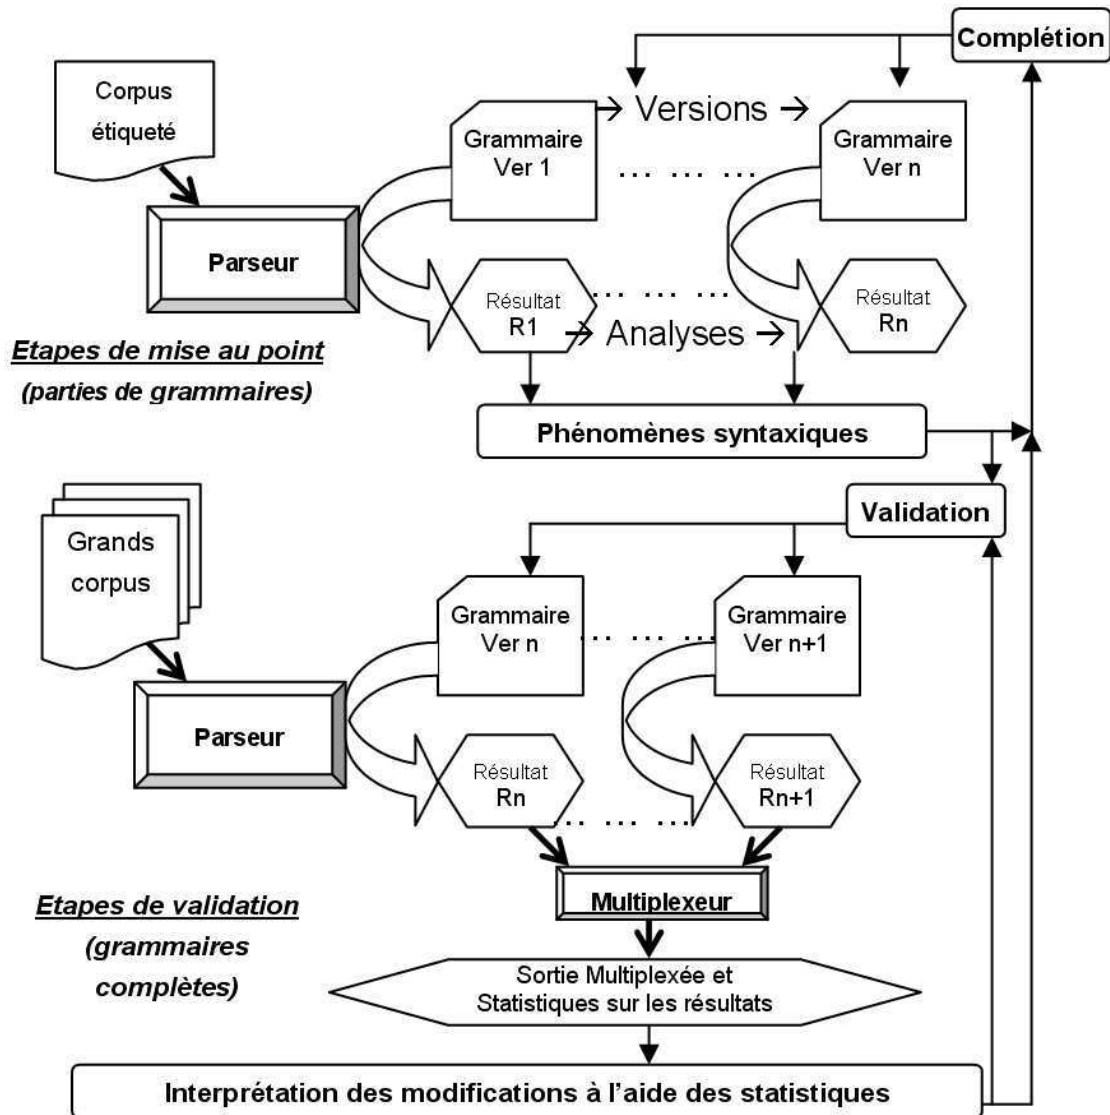 Complétion
Corpus
étiqueté
→ Versions →
Grammaire
Ver 1
... ... ...
Grammaire
Ver n
Parseur
Résultat
R1
... ... ...
→ Analyses →
Résultat
Rn
Etapes de mise au point
(parties de grammaires)
Phénomènes syntaxiques
Validation
Grands
corpus
Grammaire
Ver n
... ... ...
Grammaire
Ver n+1
Parseur
Résultat
Rn
... ... ...
Résultat
Rn+1
Multiplexeur
Etapes de validation
(grammaires
complètes)
Sortie Multiplexée et
Statistiques sur les résultats
Interprétation des modifications à l'aide des statistiques